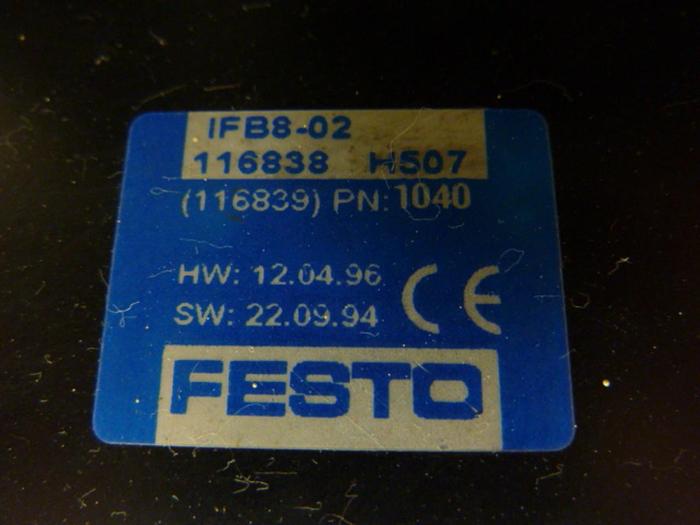 IFB8-02
116838 H507
(116839) PN: 1040
HW: 12.04.96
SW: 22.09.94
CE
FESTO